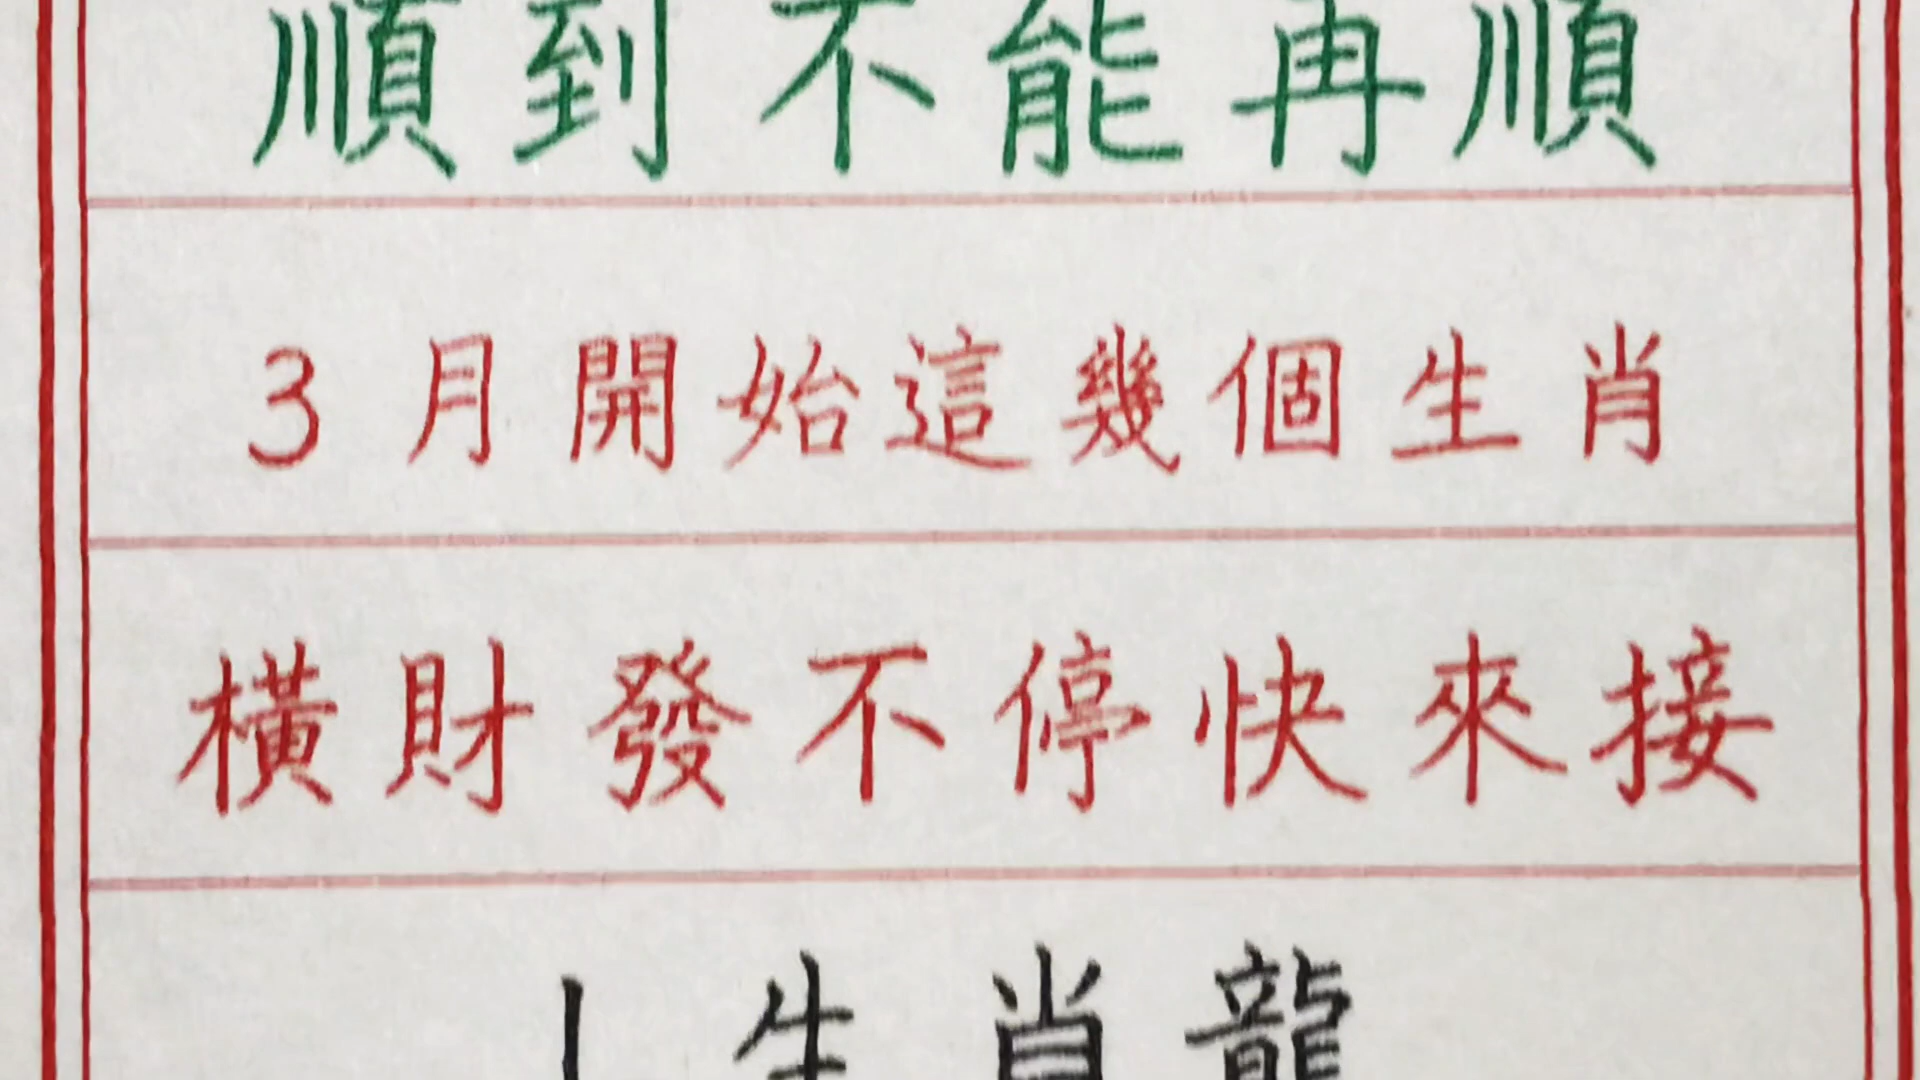 順到不能再順
3月開始這幾個生肖
橫財發不停快來接
1生肖龍